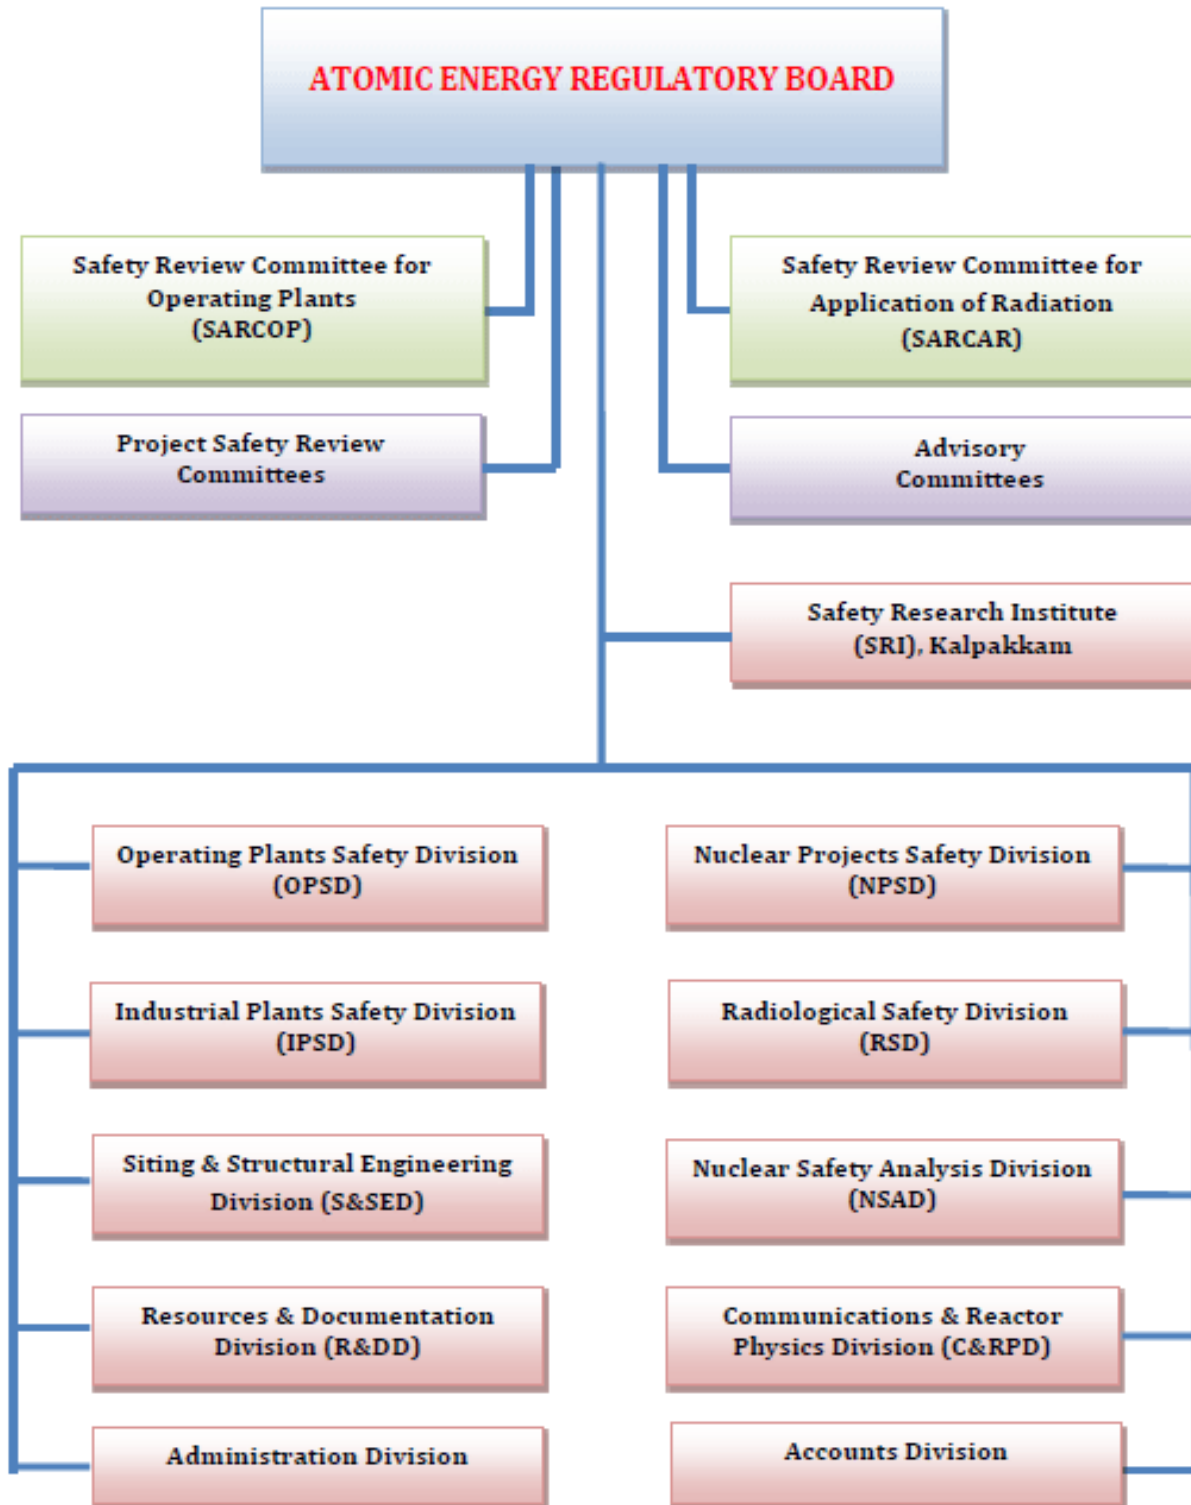 ATOMIC ENERGY REGULATORY BOARD
Safety Review Committee for
Operating Plants
(SARCOP)
Safety Review Committee for
Application of Radiation
(SARCAR)
Project Safety Review
Committees
Advisory
Committees
Safety Research Institute
(SRI), Kalpakkam
Operating Plants Safety Division
(OPSD)
Nuclear Projects Safety Division
(NPSD)
Industrial Plants Safety Division
(IPSD)
Radiological Safety Division
(RSD)
Siting & Structural Engineering
Division (S&SED)
Nuclear Safety Analysis Division
(NSAD)
Resources & Documentation
Division (R&DD)
Communications & Reactor
Physics Division (C&RPD)
Administration Division
Accounts Division